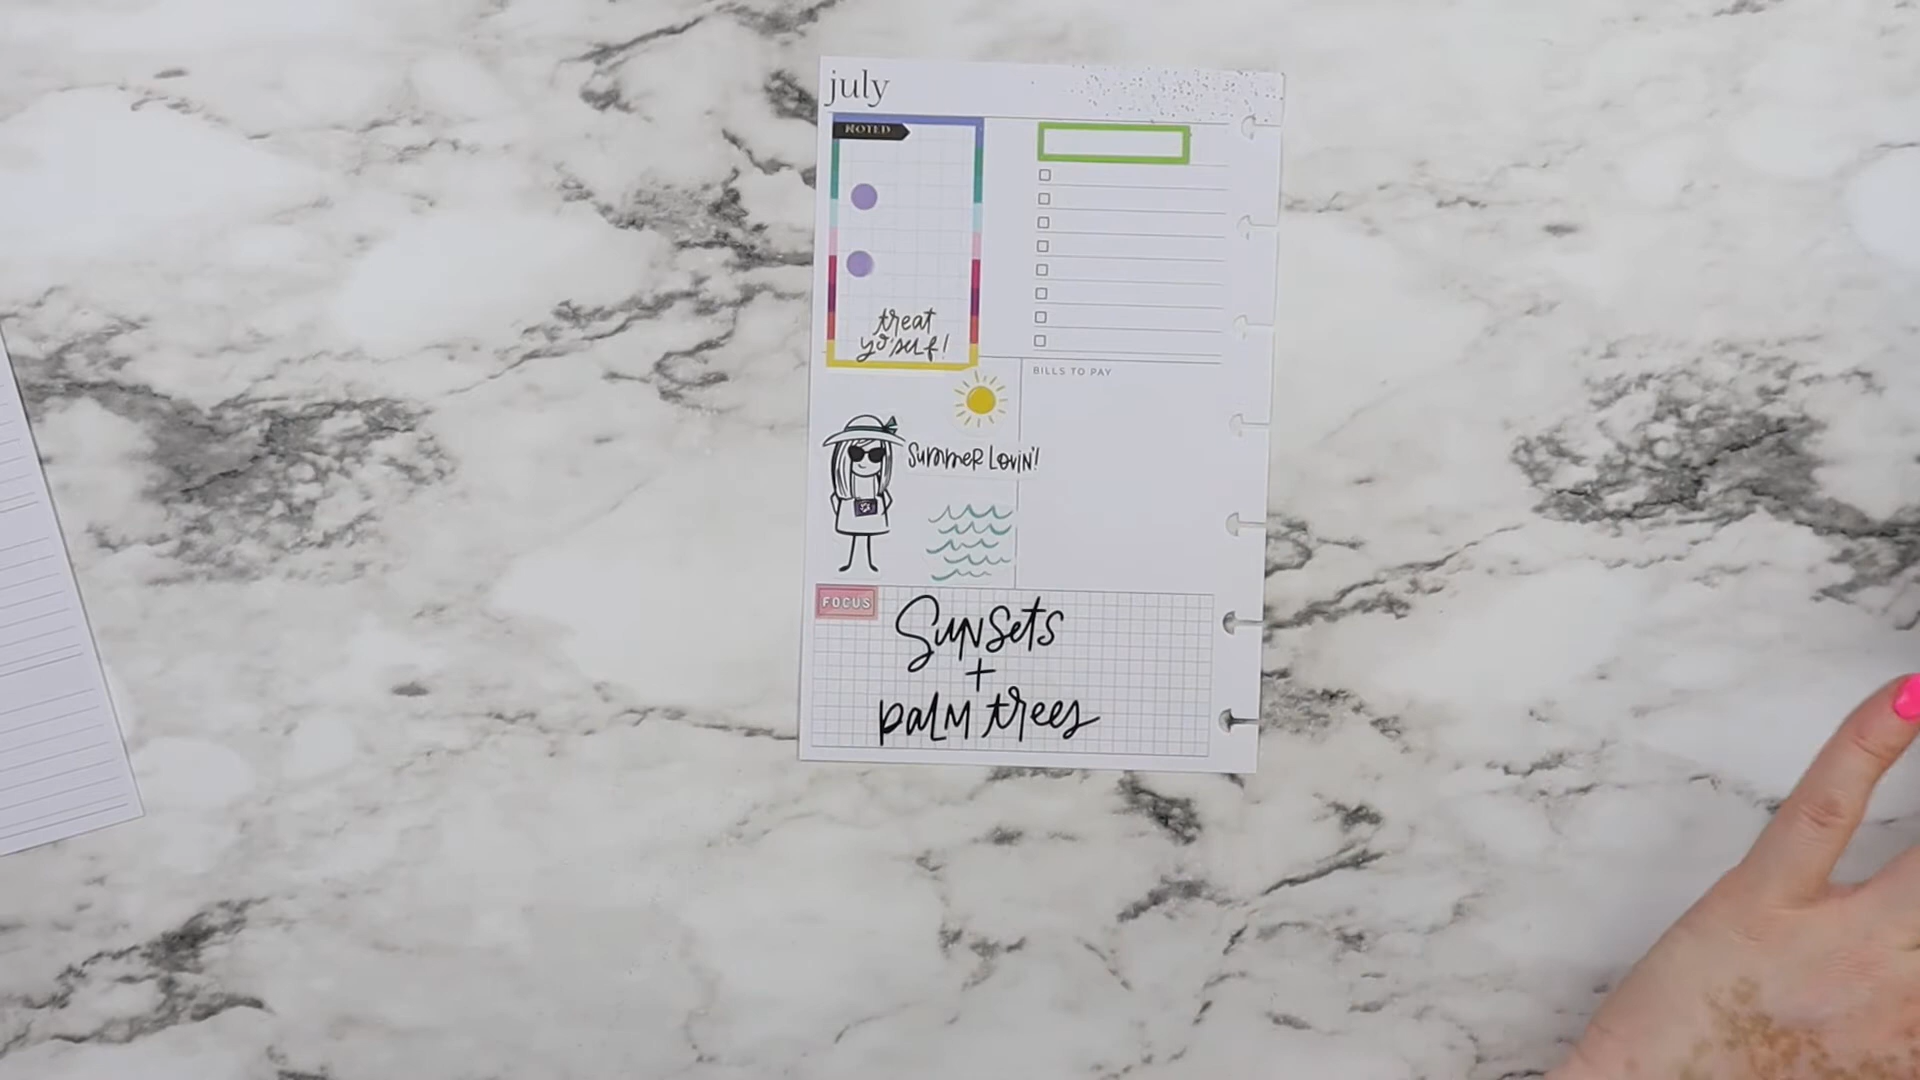 july
NOTED
treat
yo'self!
BILLS TO PAY
Summer Lovin'!
FOCUS
Sunsets
+
palm trees